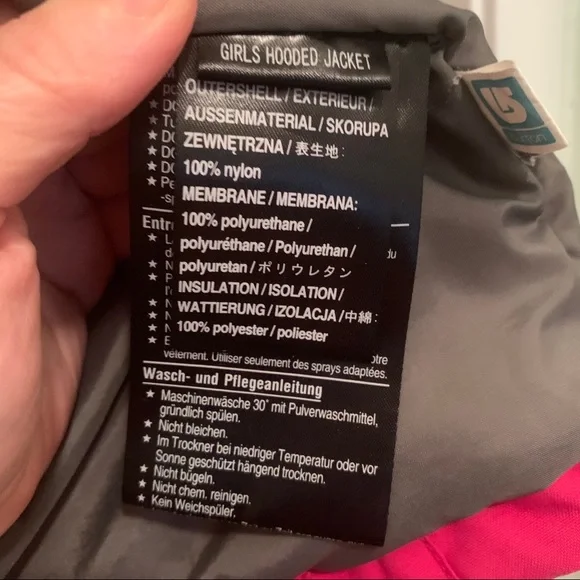 GIRLS HOODED JACKET
OUTERSHELL / EXTERIEUR /
AUSSENMATERIAL / SKORUPA
ZEWNĘTRZNA / 表生地:
100% nylon
MEMBRANE / MEMBRANA:
100% polyurethane /
polyuréthane / Polyurethan /
polyuretan / ポリウレタン
INSULATION / ISOLATION /
WATTIERUNG / IZOLACJA / 中綿:
100% polyester / poliester
vêtement. Utiliser seulement des sprays adaptées.
Wasch- und Pflegeanleitung
★ Maschinenwäsche 30° mit Pulverwaschmittel,
gründlich spülen.
★ Nicht bleichen.
★ Im Trockner bei niedriger Temperatur oder vor
Sonne geschützt hängend trocknen.
★ Nicht bügeln.
★ Nicht chem. reinigen.
★ Kein Weichspüler.